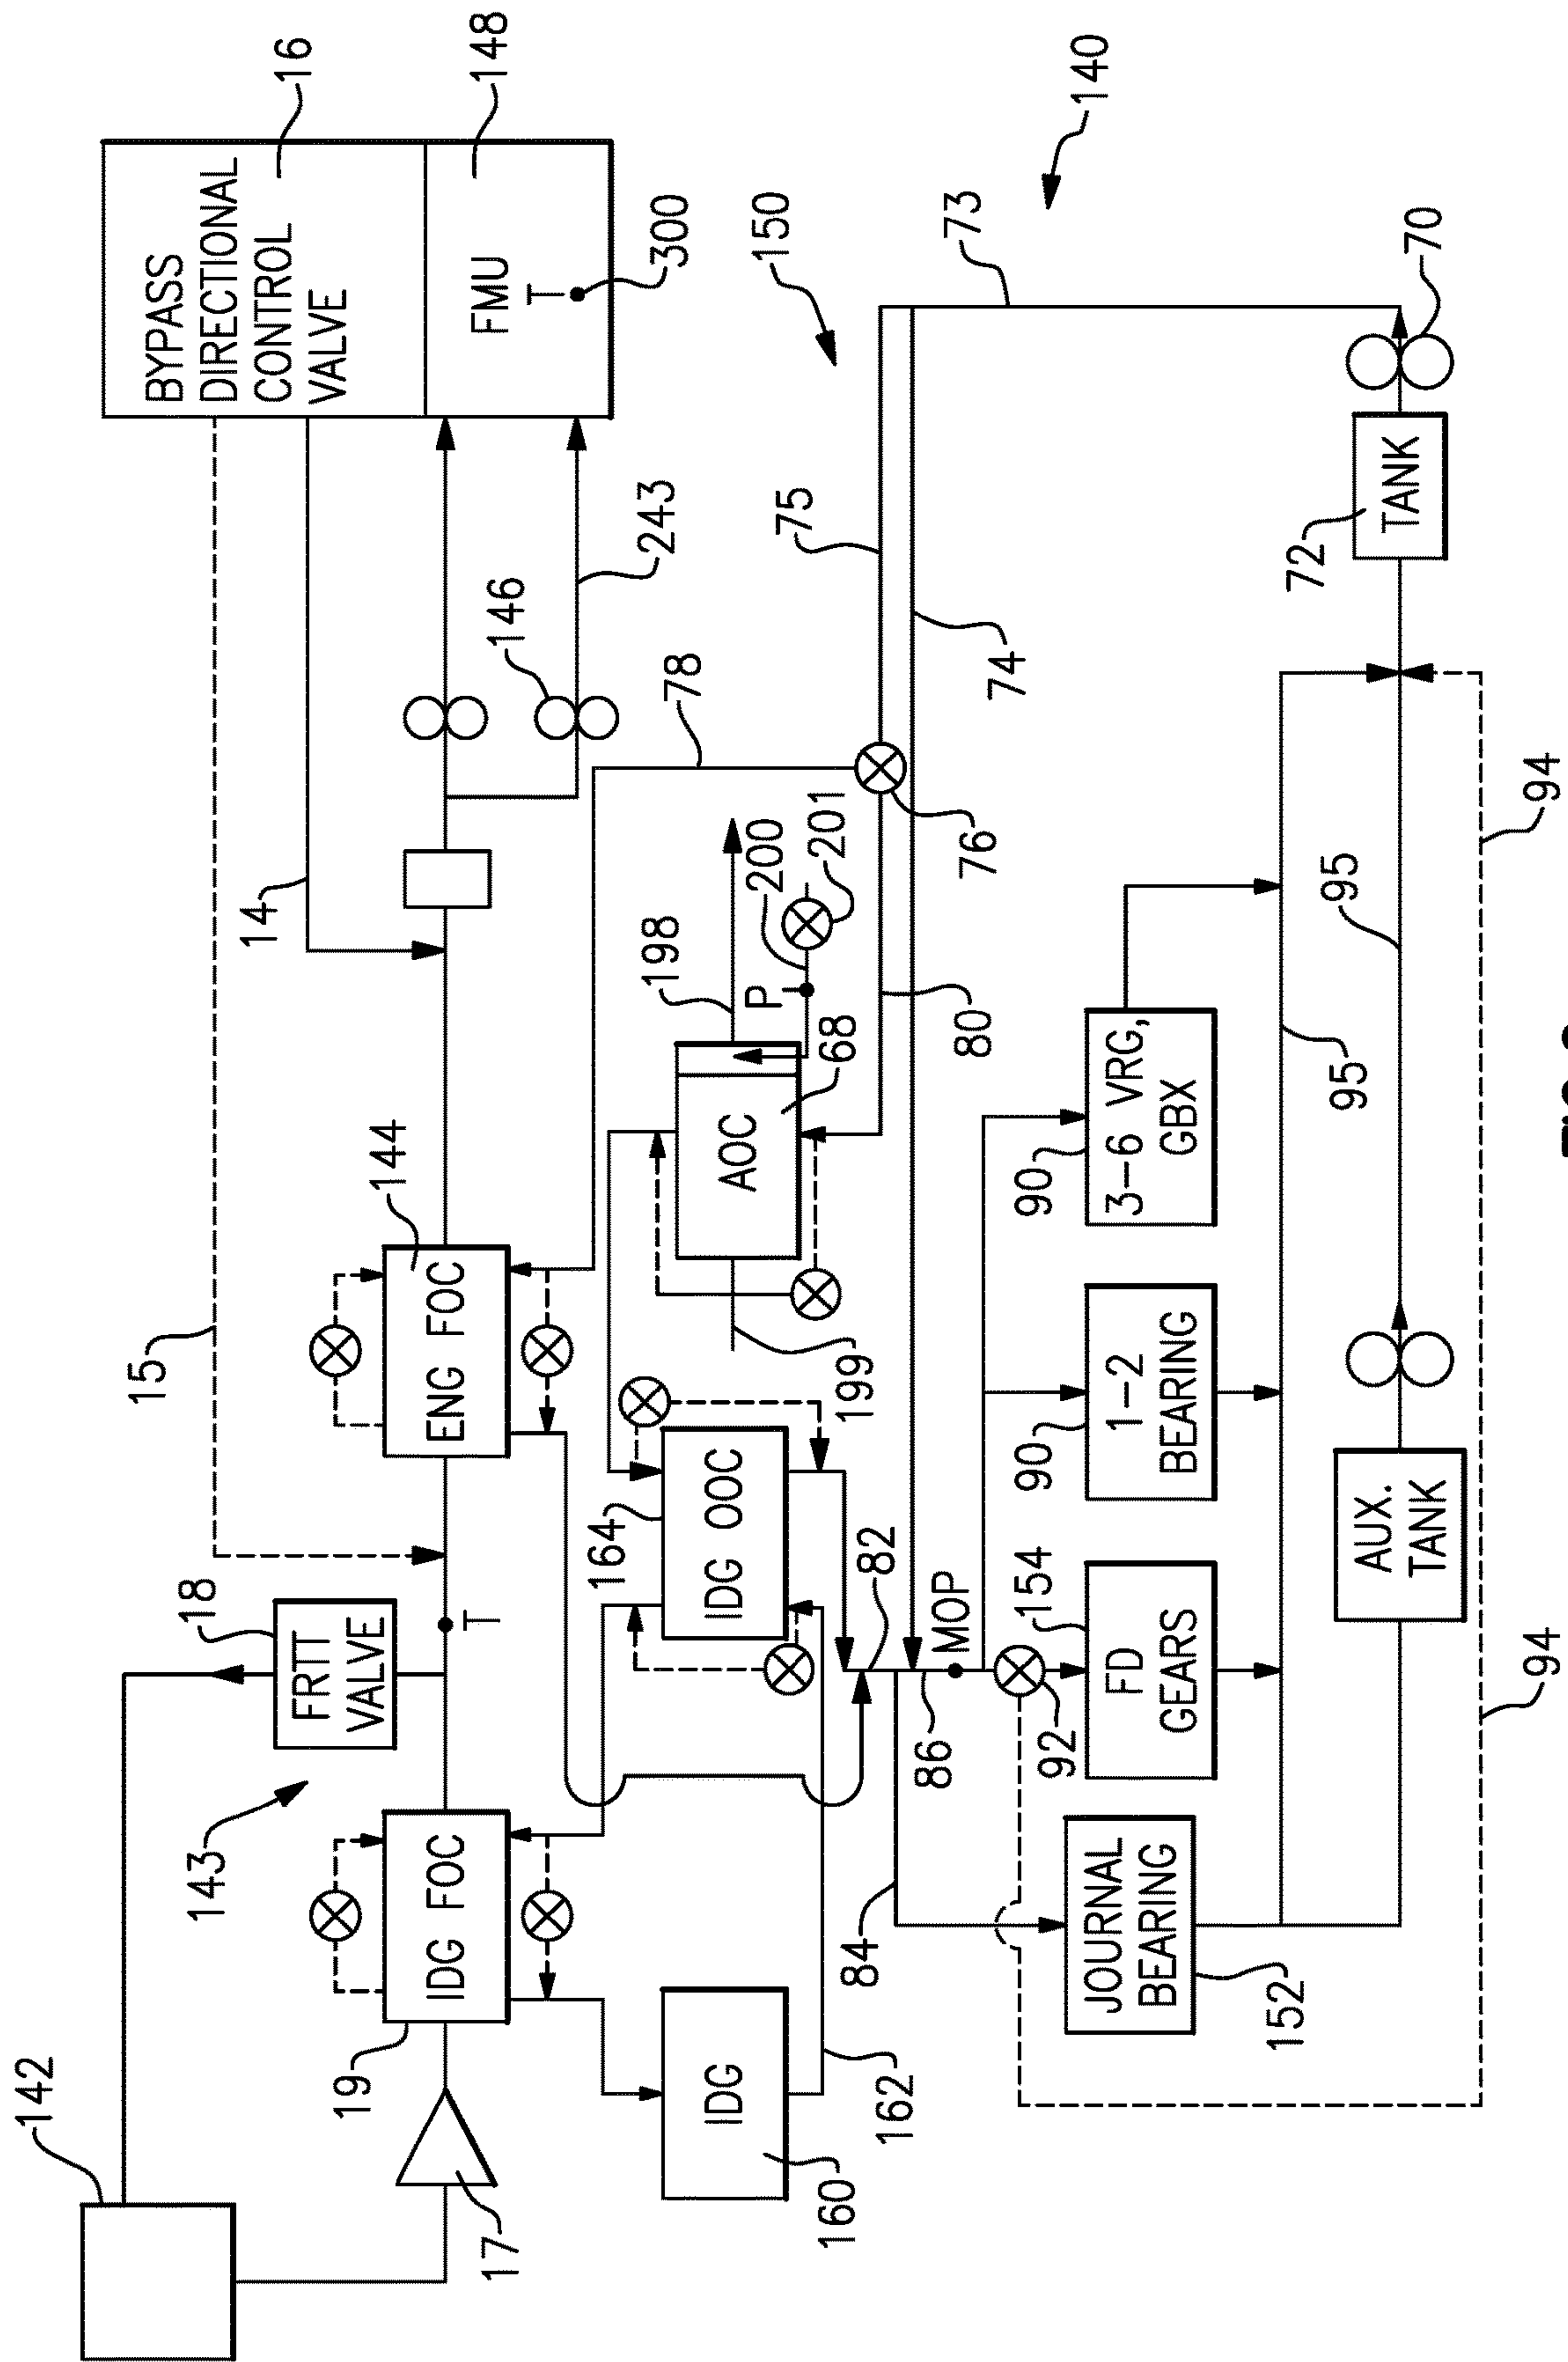 142
15
14
BYPASS
DIRECTIONAL
CONTROL
VALVE
16
18
FRTT
VALVE
143
19
IDG FOC
144
ENG FOC
T
17
FMU
T
148
300
146
243
78
198
164
IDG OOC
IDG
AOC
P
200
201
68
150
75
160
162
199
82
84
86
MOP
80
76
74
73
154
92
90
90
FD
GEARS
1–2
BEARING
3–6 VRG,
GBX
140
JOURNAL
BEARING
152
95
95
72
TANK
70
AUX.
TANK
94
94